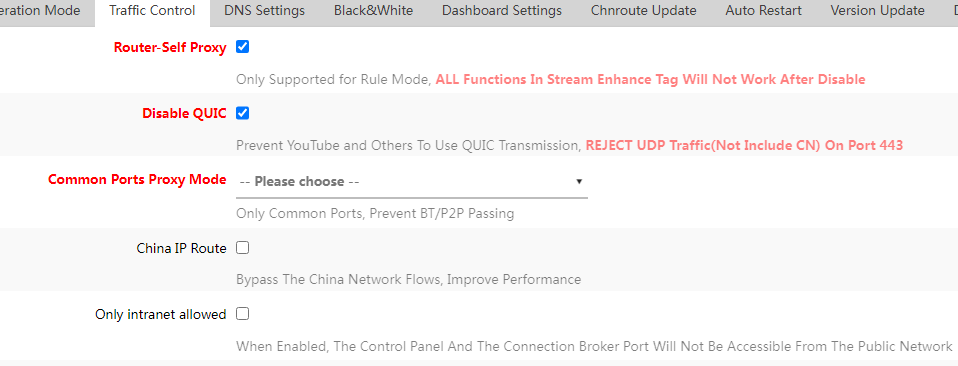 eration Mode Traffic Control DNS Settings Black&White Dashboard Settings Chnroute Update Auto Restart Version Update
Router-Self Proxy
Only Supported for Rule Mode, ALL Functions In Stream Enhance Tag Will Not Work After Disable
Disable QUIC
Prevent YouTube and Others To Use QUIC Transmission, REJECT UDP Traffic(Not Include CN) On Port 443
Common Ports Proxy Mode -- Please choose --
Only Common Ports, Prevent BT/P2P Passing
China IP Route
Bypass The China Network Flows, Improve Performance
Only intranet allowed
When Enabled, The Control Panel And The Connection Broker Port Will Not Be Accessible From The Public Network